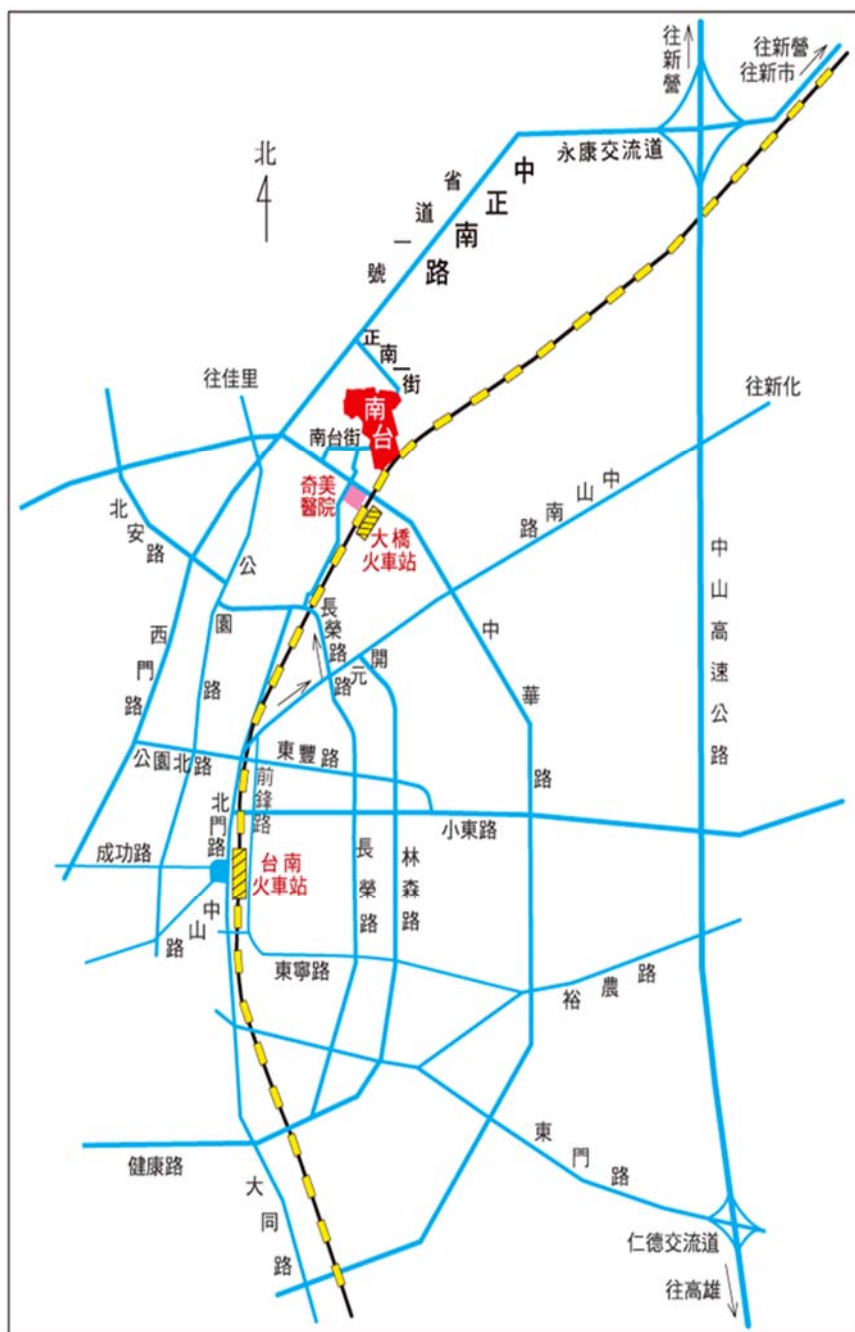 往新營
往新營
往新市
永康交流道
北
省道一號
中正南路
正南一街
往佳里
南台
南台街
往新化
奇美
醫院
大橋
火車站
中山南路
北安路
公園路
中山高速公路
西門路
長榮路
開元路
中華路
公園北路
東豐路
前鋒路
北門路
小東路
成功路
台南
火車站
長榮路
林森路
中山路
東寧路
裕農路
健康路
東門路
大同路
仁德交流道
往高雄